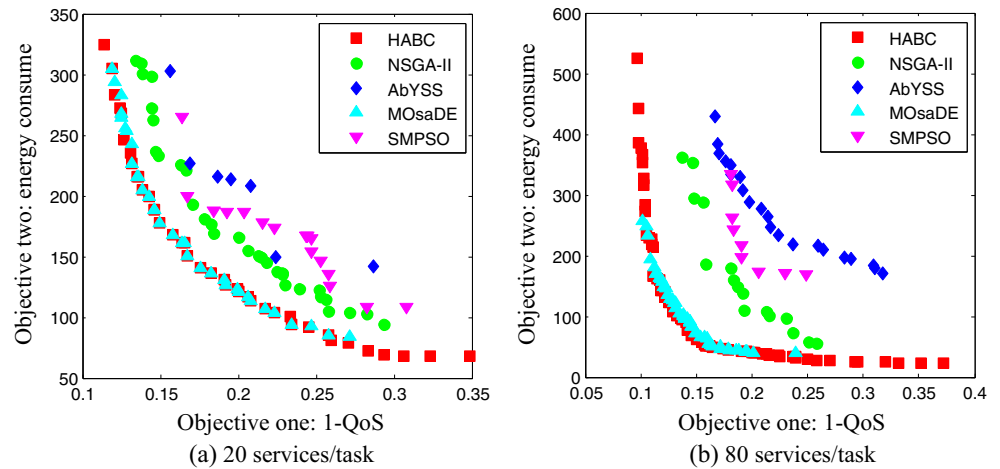 350
300
250
200
150
100
50
Objective two: energy consume
HABC
NSGA-II
AbYSS
MOsaDE
SMPSO
0.1
0.15
0.2
0.25
0.3
0.35
Objective one: 1-QoS
(a) 20 services/task
600
500
400
300
200
100
0
Objective two: energy consume
HABC
NSGA-II
AbYSS
MOsaDE
SMPSO
0.05
0.1
0.15
0.2
0.25
0.3
0.35
0.4
Objective one: 1-QoS
(b) 80 services/task